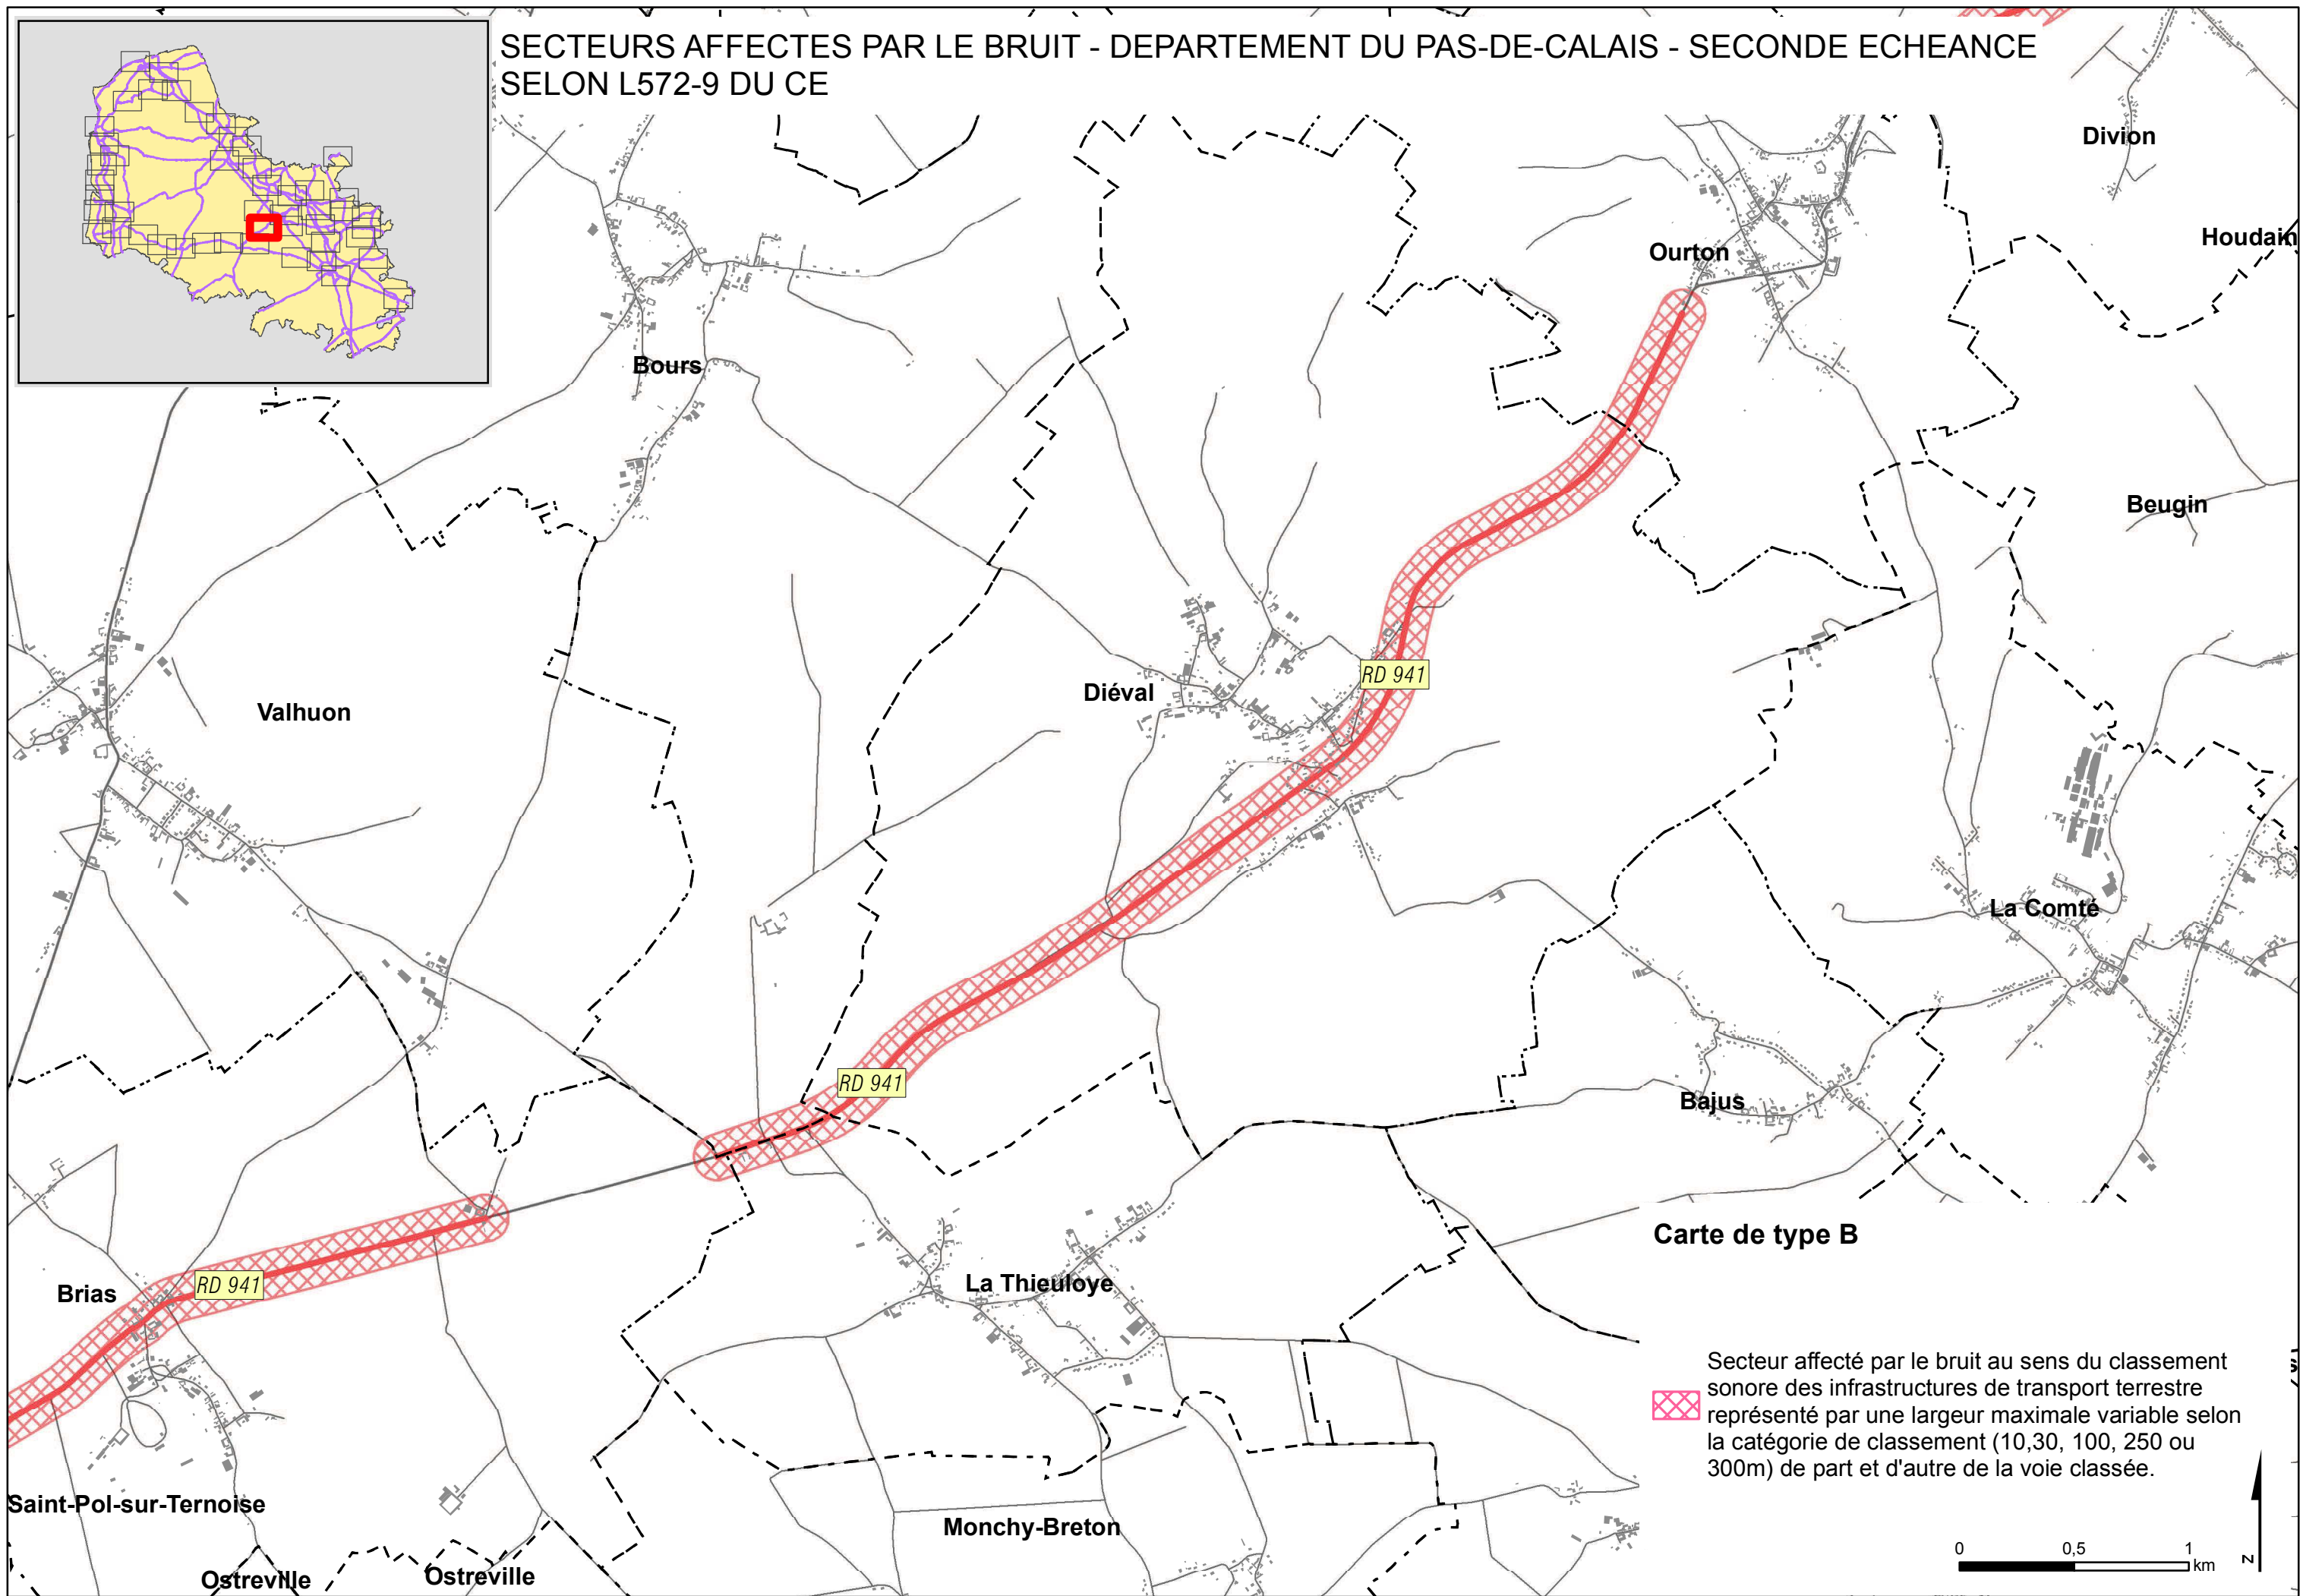 SECTEURS AFFECTES PAR LE BRUIT - DEPARTEMENT DU PAS-DE-CALAIS - SECONDE ECHEANCE
SELON L572-9 DU CE
Divion
Houdain
Ourton
Bours
Beugin
Diéval
RD 941
Valhuon
La Comté
RD 941
Bajus
Carte de type B
Brias
RD 941
La Thieuloye
Secteur affecté par le bruit au sens du classement
sonore des infrastructures de transport terrestre
représenté par une largeur maximale variable selon
la catégorie de classement (10,30, 100, 250 ou
300m) de part et d'autre de la voie classée.
Saint-Pol-sur-Ternoise
Monchy-Breton
Ostreville
Ostreville
0 0,5 1
km
N